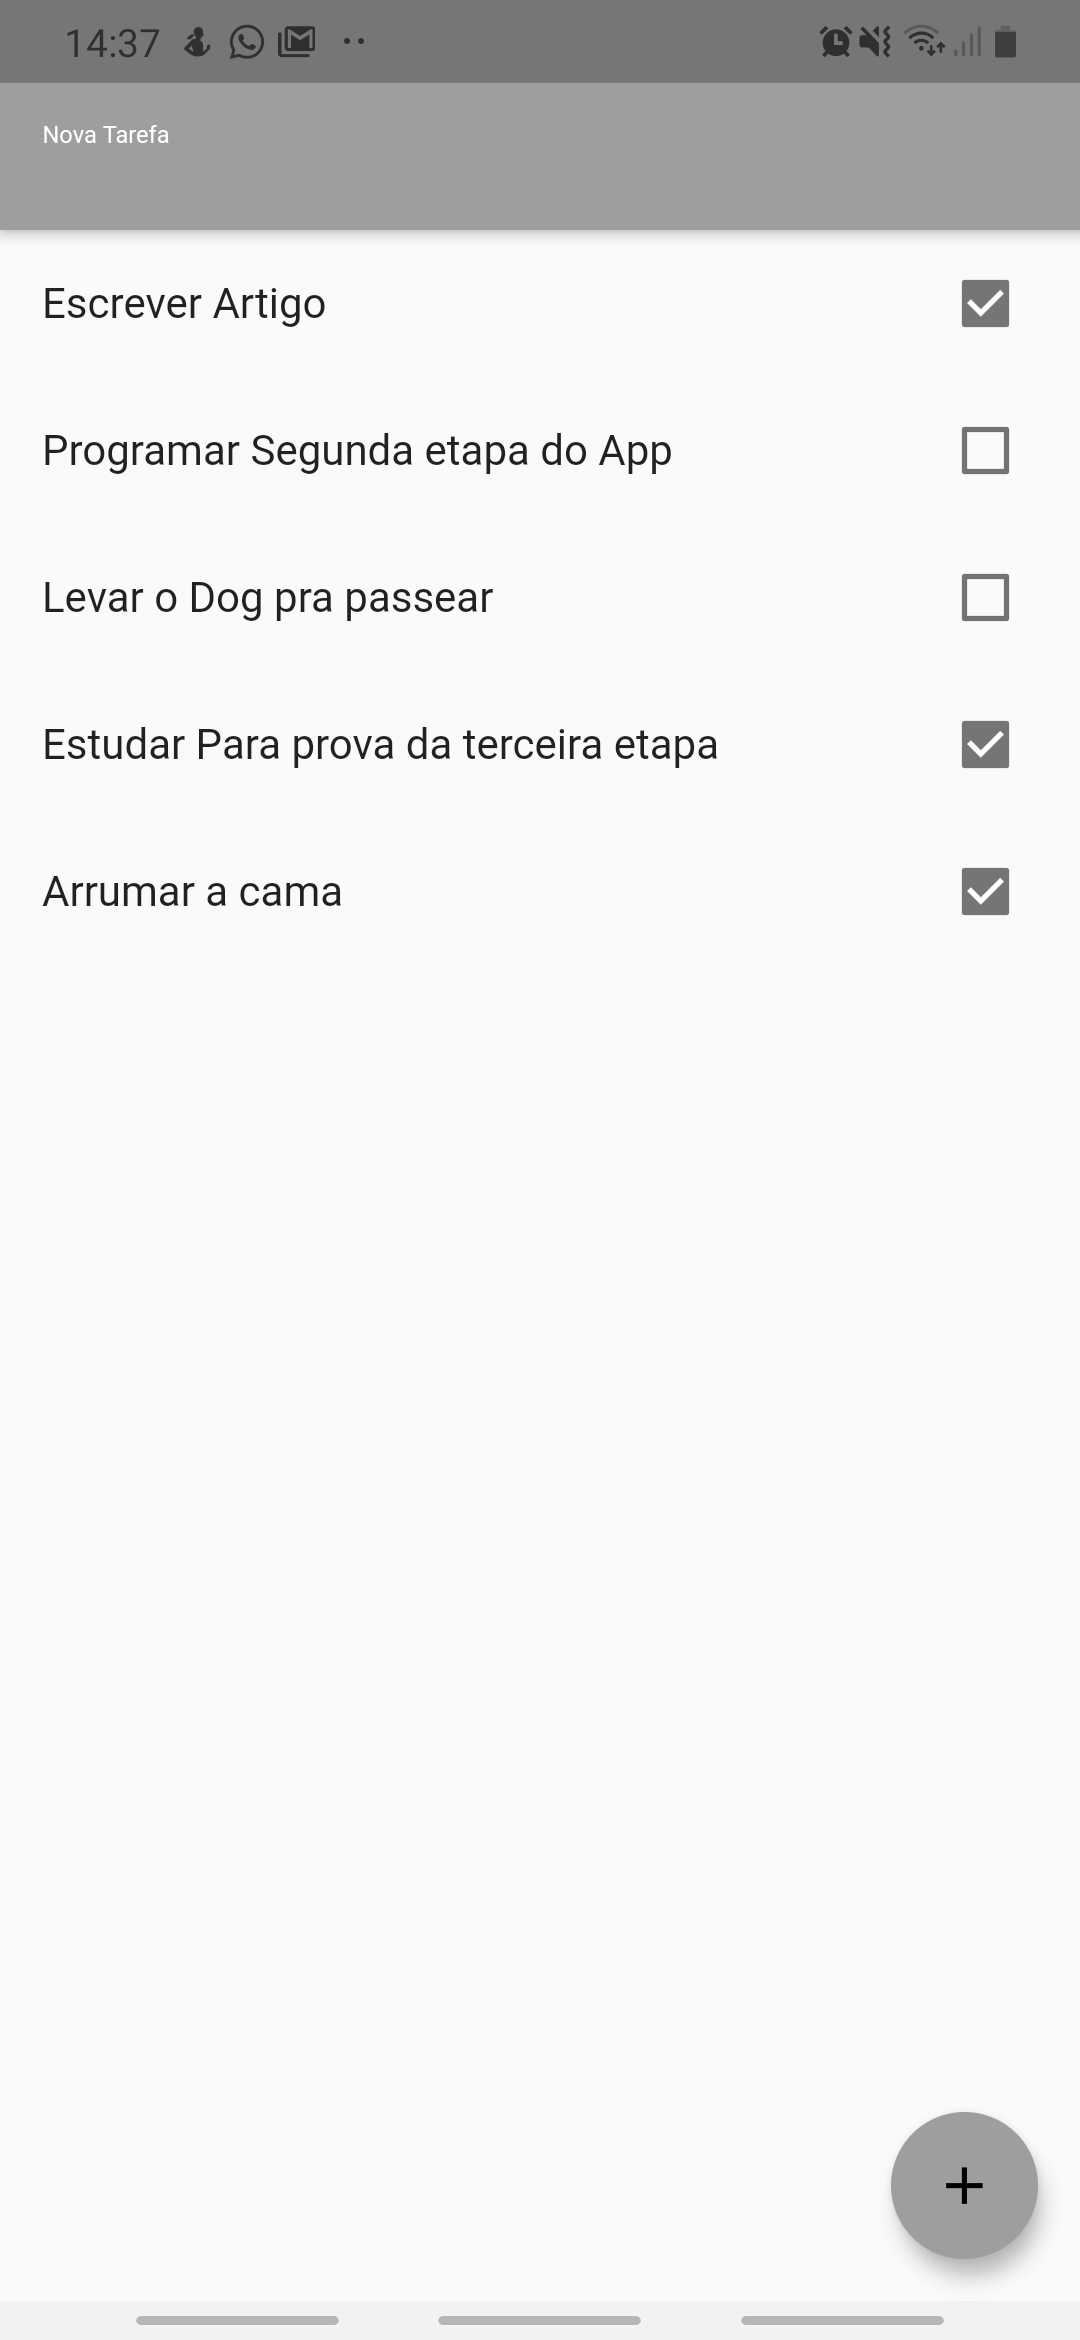 14:37
Nova Tarefa
Escrever Artigo
Programar Segunda etapa do App
Levar o Dog pra passear
Estudar Para prova da terceira etapa
Arrumar a cama